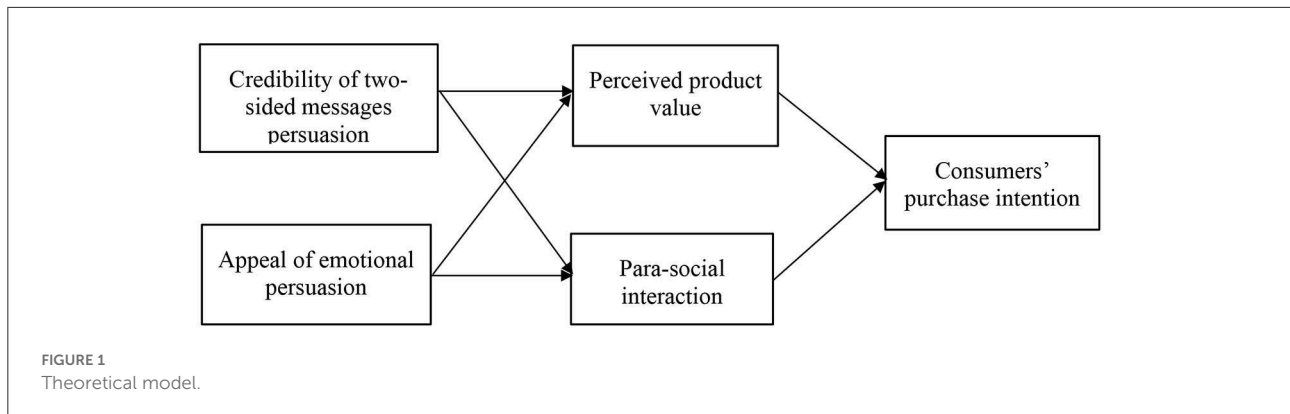 Credibility of two-
sided messages
persuasion
Perceived product
value
Consumers’
purchase intention
Appeal of emotional
persuasion
Para-social
interaction
FIGURE 1
Theoretical model.